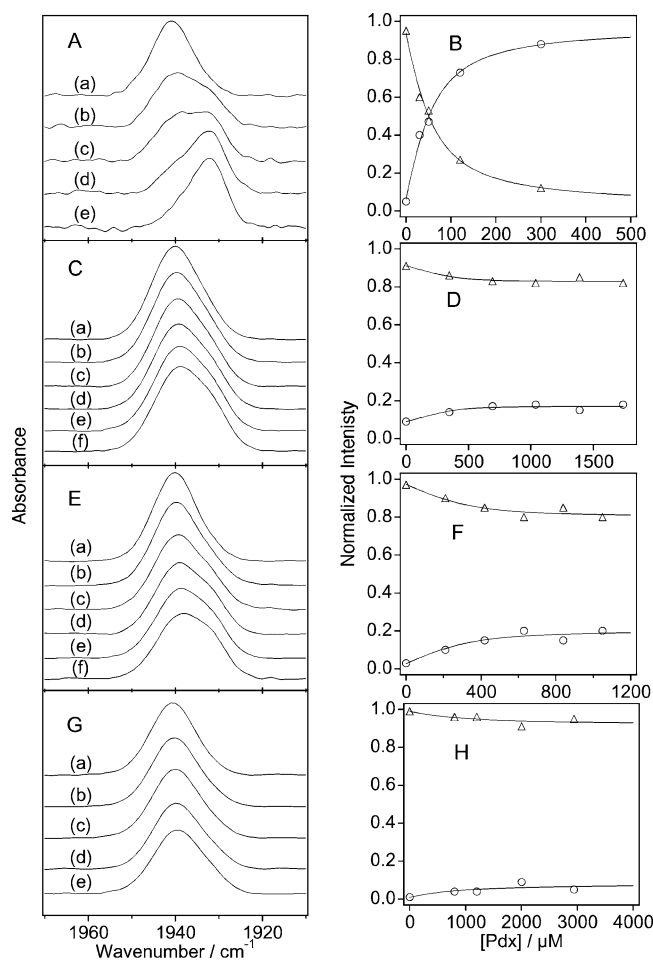 A
(a)
(b)
(c)
(d)
(e)
C
(a)
(b)
(c)
(d)
(e)
(f)
E
(a)
(b)
(c)
(d)
(e)
(f)
G
(a)
(b)
(c)
(d)
(e)
1960 1940 1920
Wavenumber / cm⁻¹
Absorbance
B
1.0
0.8
0.6
0.4
0.2
0.0
0 100 200 300 400 500
D
1.0
0.8
0.6
0.4
0.2
0.0
0 500 1000 1500
F
1.0
0.8
0.6
0.4
0.2
0.0
0 400 800 1200
H
1.0
0.8
0.6
0.4
0.2
0.0
0 1000 2000 3000 4000
[Pdx] / µM
Normalized Intenisty